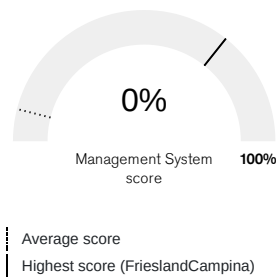 0%
Management System 100%
score
Average score
Highest score (FrieslandCampina)